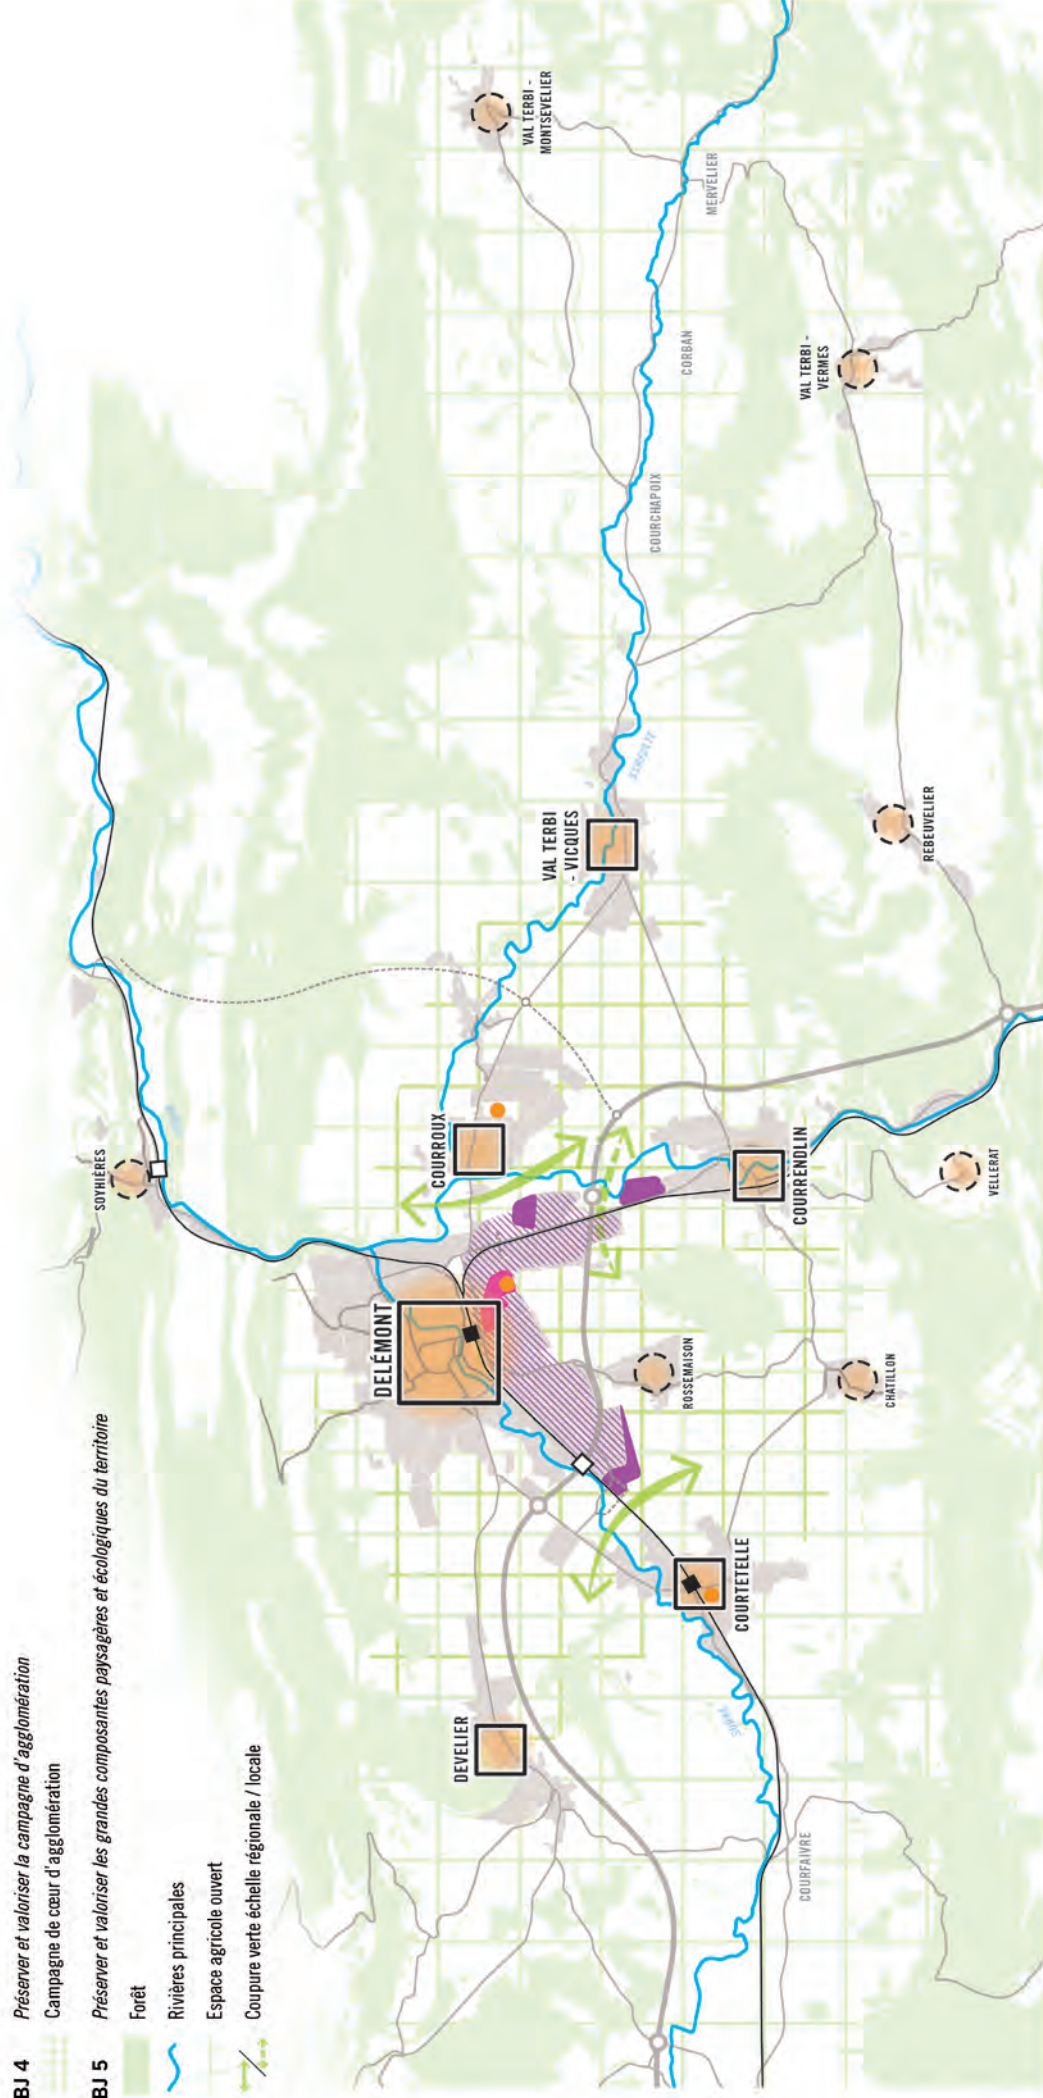 BJ 4 Préserver et valoriser la campagne d'agglomération
Campagne de cœur d'agglomération
BJ 5 Préserver et valoriser les grandes composantes paysagères et écologiques du territoire
Forêt
Rivières principales
Espace agricole ouvert
Coupure verte échelle régionale / locale
SOYHIÈRES
DELÉMONT
COURROUX
VAL TERBI
- VICQUES
VAL TERBI -
MONTSEVELIER
MERVELIER
CORBAN
COURCHAPOIX
VAL TERBI -
VERMES
REBEUVELIER
DEVELIER
COURTETELLE
COURFAIVRE
ROSSEMAISON
CHATILLON
COURRENDLIN
VELLERAT